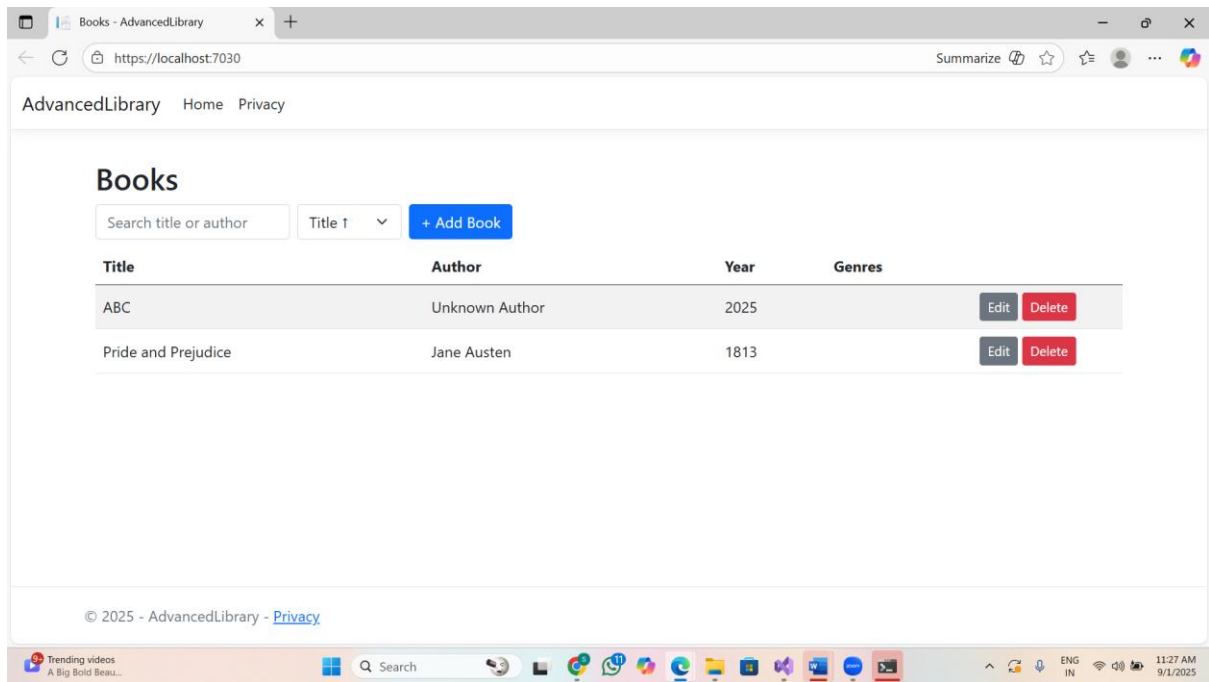 Books - AdvancedLibrary
https://localhost:7030
Summarize
AdvancedLibrary Home Privacy
Books
Search title or author Title ↑ + Add Book
Title Author Year Genres
ABC Unknown Author 2025 Edit Delete
Pride and Prejudice Jane Austen 1813 Edit Delete
© 2025 - AdvancedLibrary - Privacy
9+ Trending videos
A Big Bold Beau...
Search
11
ENG
IN
11:27 AM
9/1/2025